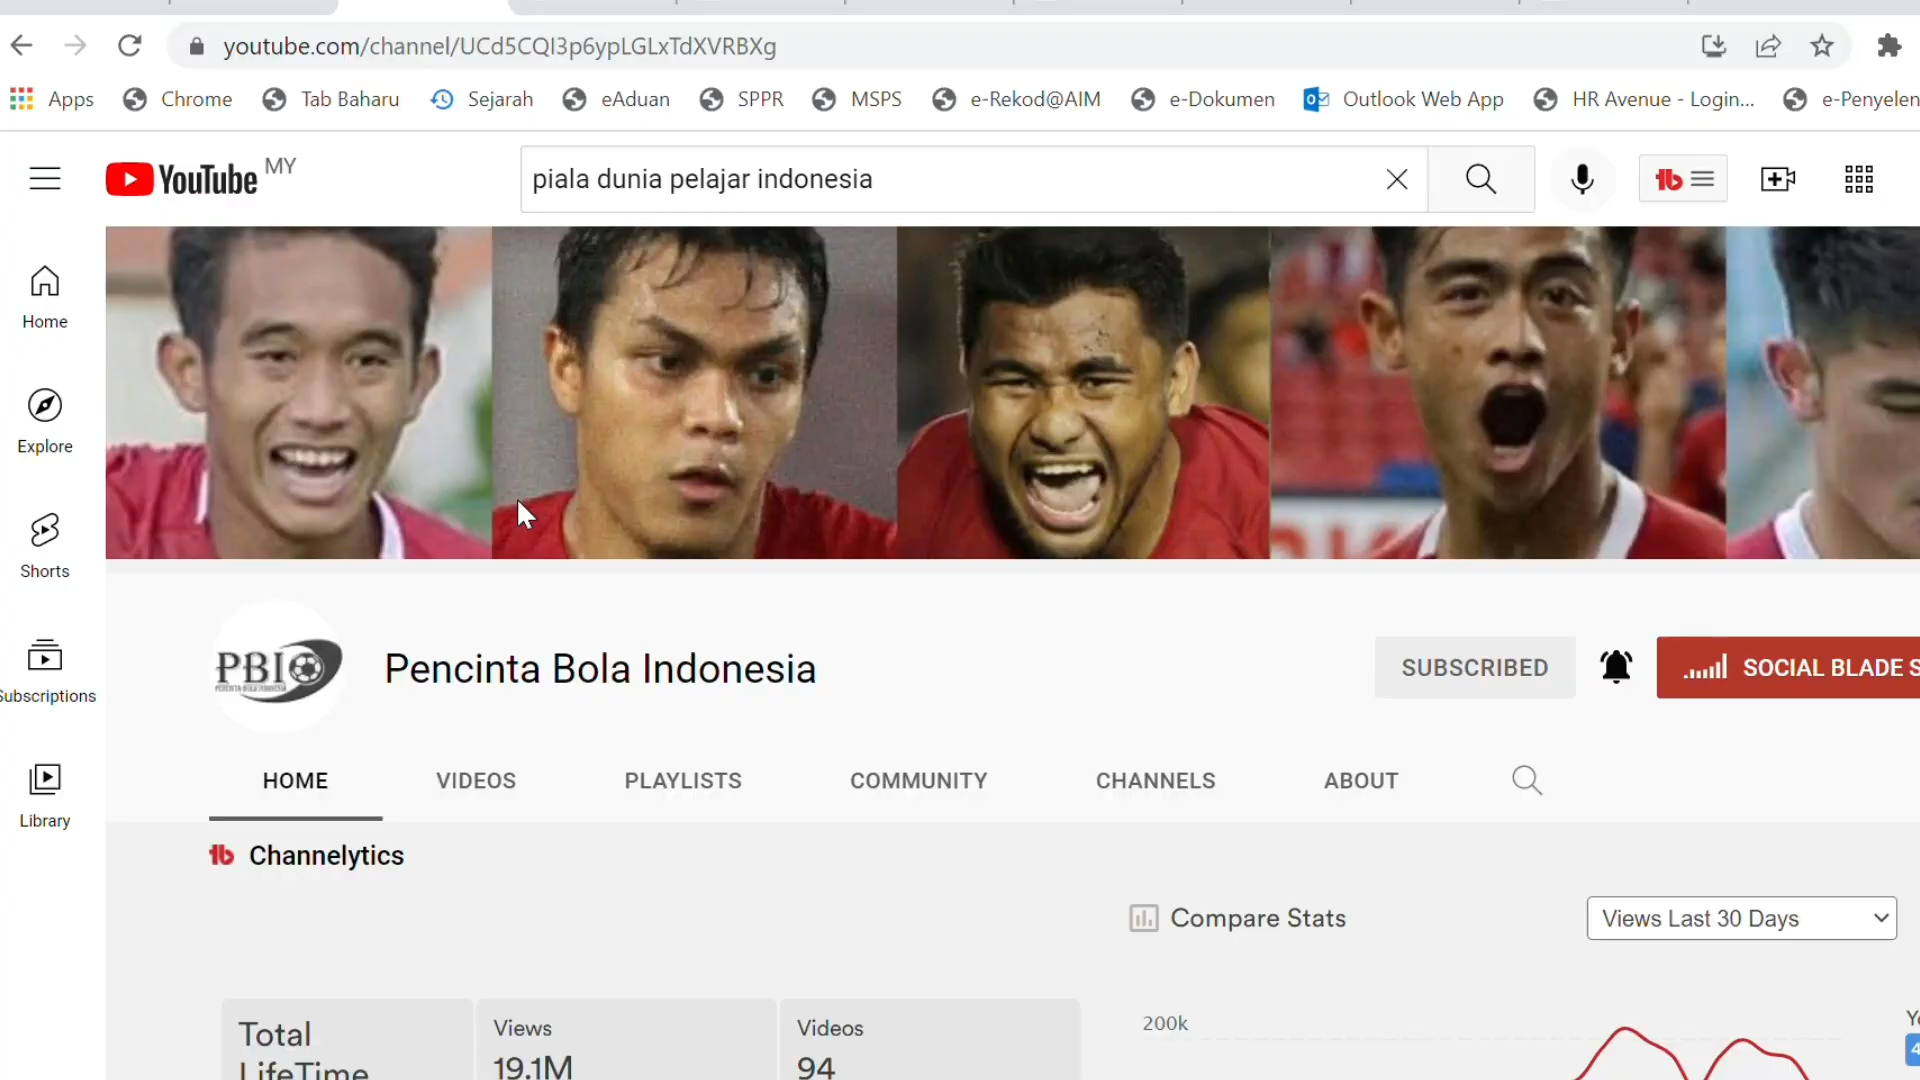 youtube.com/channel/UCd5CQI3p6ypLGLxTdXVRBXg
Apps Chrome Tab Baharu Sejarah eAduan SPPR MSPS e-Rekod@AIM e-Dokumen Outlook Web App HR Avenue - Login... e-Penyelen
YouTube MY
piala dunia pelajar indonesia
Home
Explore
Shorts
Subscriptions
Library
PBI
Pencinta Bola Indonesia
SUBSCRIBED
SOCIAL BLADE S
HOME VIDEOS PLAYLISTS COMMUNITY CHANNELS ABOUT
Channelytics
Compare Stats
Views Last 30 Days
Total
LifeTime
Views
19.1M
Videos
94
200k